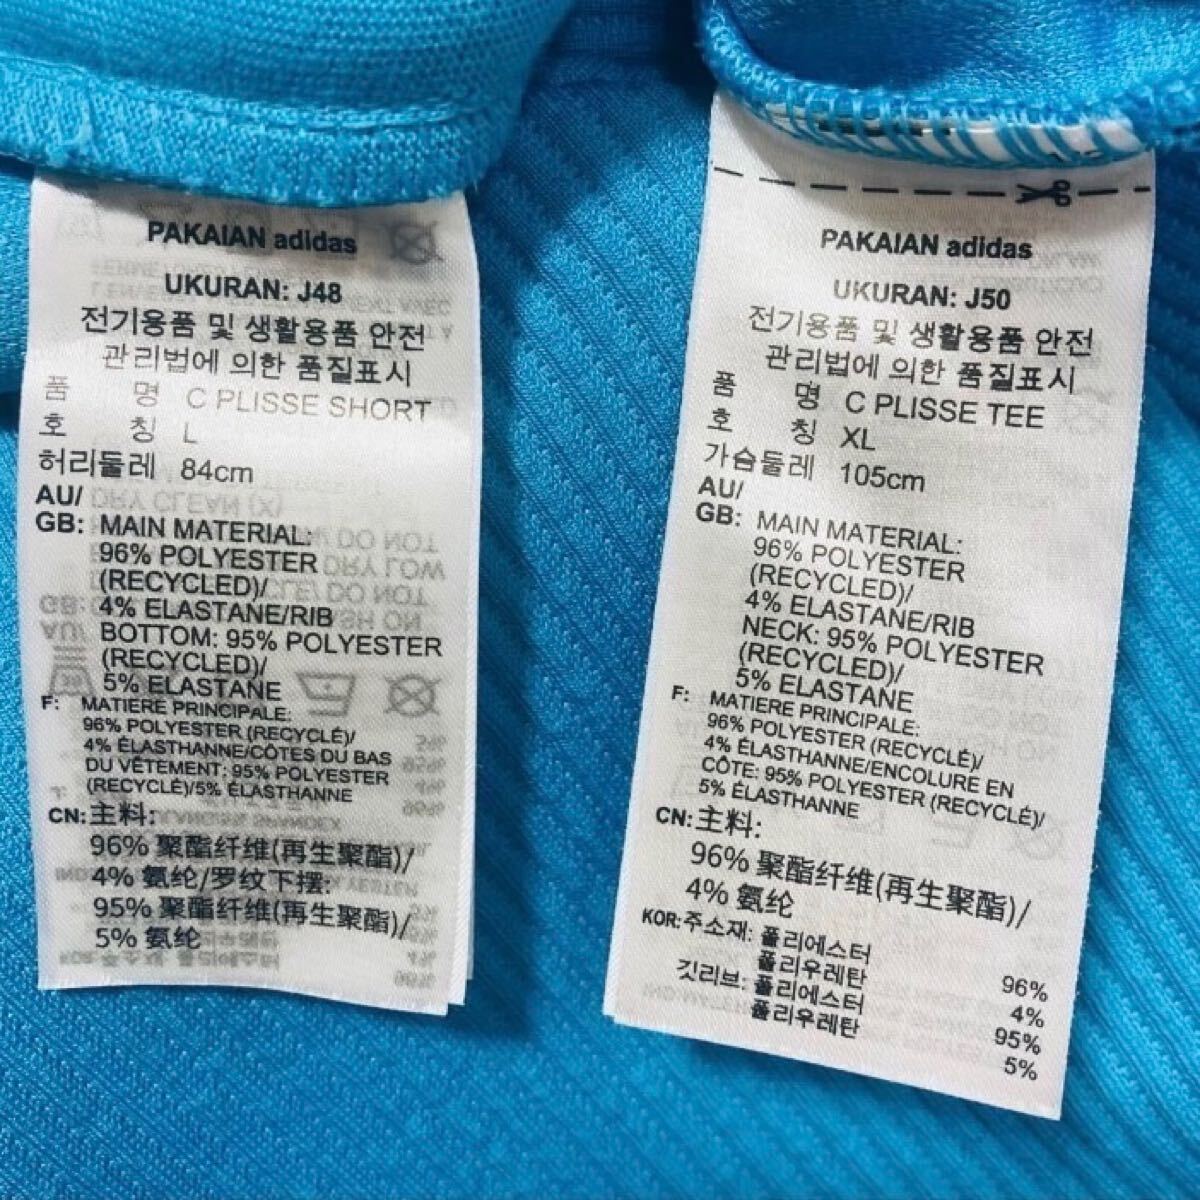 PAKAIAN adidas
UKURAN: J48
전기용품 및 생활용품 안전
관리법에 의한 품질표시
품 명 C PLISSE SHORT
호 칭 L
허리둘레 84cm
AU/
GB: MAIN MATERIAL:
96% POLYESTER
(RECYCLED)/
4% ELASTANE/RIB
BOTTOM: 95% POLYESTER
(RECYCLED)/
5% ELASTANE
F: MATIÈRE PRINCIPALE:
96% POLYESTER (RECYCLÉ)/
4% ÉLASTHANNE/CÔTES DU BAS
DU VÊTEMENT: 95% POLYESTER
(RECYCLÉ)/5% ÉLASTHANNE
CN: 主料:
96% 聚酯纤维(再生聚酯)/
4% 氨纶/罗纹下摆:
95% 聚酯纤维(再生聚酯)/
5% 氨纶
PAKAIAN adidas
UKURAN: J50
전기용품 및 생활용품 안전
관리법에 의한 품질표시
품 명 C PLISSE TEE
호 칭 XL
가슴둘레 105cm
AU/
GB: MAIN MATERIAL:
96% POLYESTER
(RECYCLED)/
4% ELASTANE/RIB
NECK: 95% POLYESTER
(RECYCLED)/
5% ELASTANE
F: MATIÈRE PRINCIPALE:
96% POLYESTER (RECYCLÉ)/
4% ÉLASTHANNE/ENCOLURE EN
CÔTE: 95% POLYESTER (RECYCLÉ)/
5% ÉLASTHANNE
CN: 主料:
96% 聚酯纤维(再生聚酯)/
4% 氨纶
KOR: 주소재: 폴리에스터 96%
폴리우레탄 4%
깃리브: 폴리에스터 95%
폴리우레탄 5%